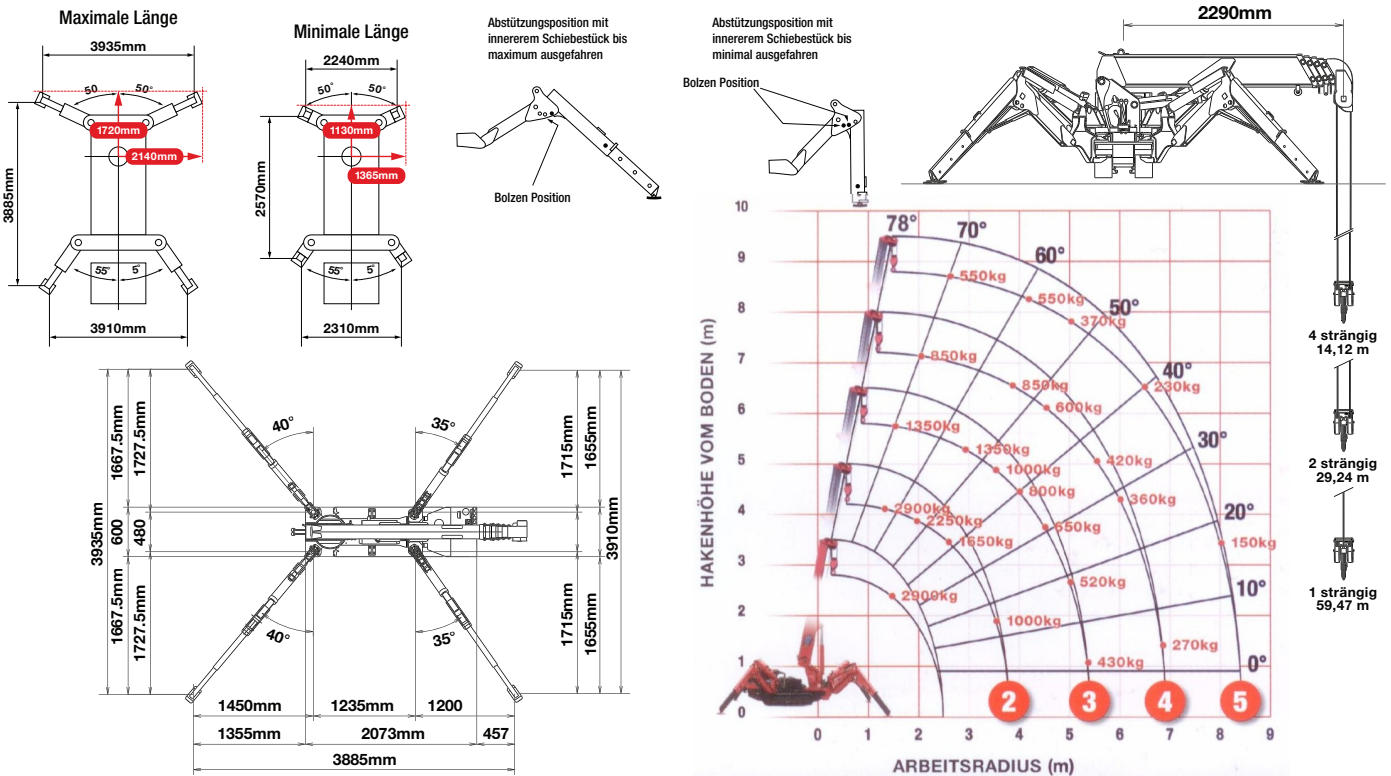 Maximale Länge
3935mm
50
50°
1720mm
2140mm
3885mm
55°
5°
3910mm
Minimale Länge
2240mm
50°
50°
1130mm
1365mm
2570mm
55°
5°
2310mm
Abstützungsposition mit
innererem Schiebestück bis
maximum ausgefahren
Bolzen Position
Abstützungsposition mit
innererem Schiebestück bis
minimal ausgefahren
Bolzen Position
2290mm
4 strängig
14,12 m
2 strängig
29,24 m
1 strängig
59,47 m
40°
35°
40°
35°
3935mm
1667.5mm
600
1667.5mm
1727.5mm
480
1727.5mm
1715mm
1715mm
1655mm
1655mm
3910mm
1450mm
1235mm
1200
1355mm
2073mm
457
3885mm
HAKENHÖHE VOM BODEN (m)
10
9
8
7
6
5
4
3
2
1
0
78°
70°
60°
50°
40°
30°
20°
10°
0°
550kg
550kg
370kg
230kg
150kg
850kg
850kg
600kg
420kg
360kg
270kg
1350kg
1350kg
1000kg
800kg
650kg
520kg
430kg
2900kg
2250kg
1650kg
1000kg
2900kg
2
3
4
5
0
1
2
3
4
5
6
7
8
9
ARBEITSRADIUS (m)